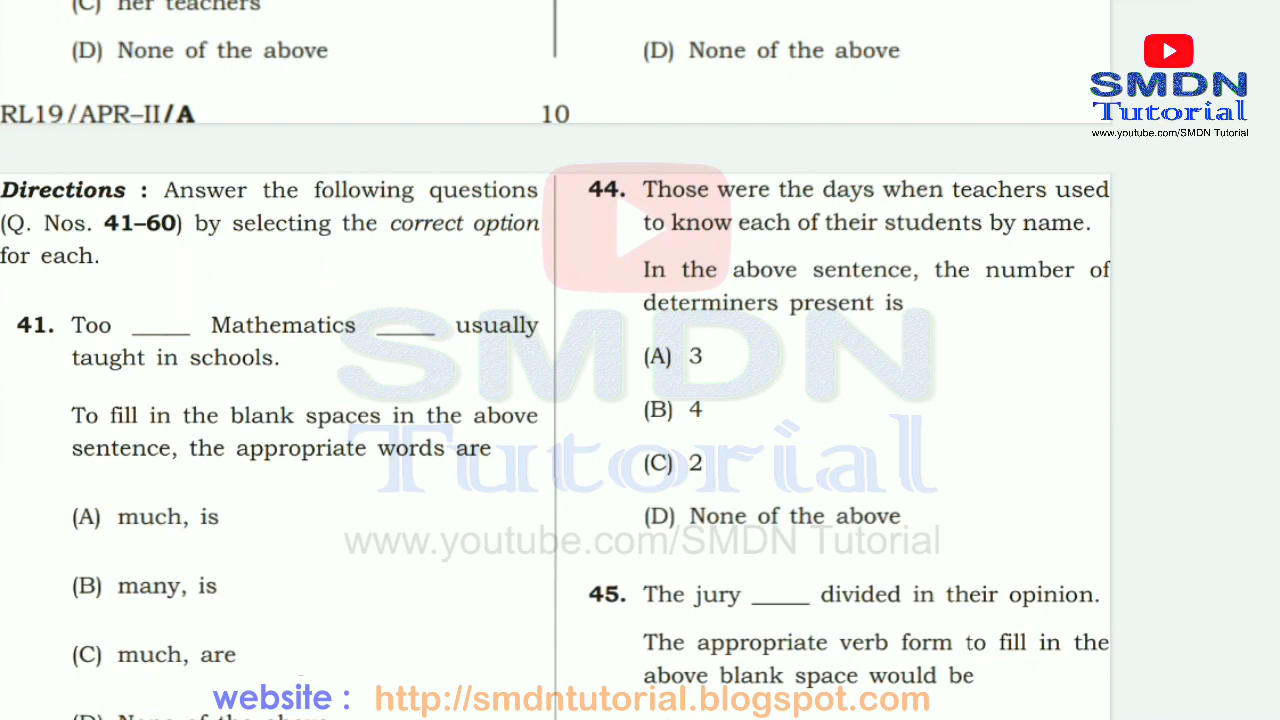 (C) her teachers
(D) None of the above
(D) None of the above
RL19/APR–II/A
10
SMDN
Tutorial
www.youtube.com/SMDN Tutorial
Directions : Answer the following questions
(Q. Nos. 41–60) by selecting the correct option
for each.
41. Too _____ Mathematics _____ usually
taught in schools.
To fill in the blank spaces in the above
sentence, the appropriate words are
(A) much, is
(B) many, is
(C) much, are
(D) None of the above
44. Those were the days when teachers used
to know each of their students by name.
In the above sentence, the number of
determiners present is
(A) 3
(B) 4
(C) 2
(D) None of the above
45. The jury _____ divided in their opinion.
The appropriate verb form to fill in the
above blank space would be
SMDN
Tutorial
www.youtube.com/SMDN Tutorial
website : http://smdntutorial.blogspot.com